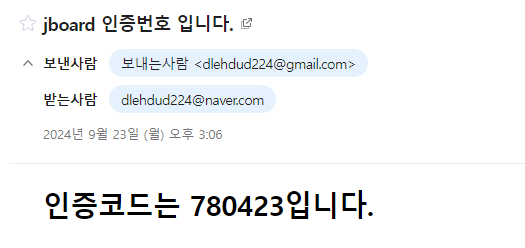 jboard 인증번호 입니다.
보낸사람 보내는사람 <dlehdud224@gmail.com>
받는사람 dlehdud224@naver.com
2024년 9월 23일 (월) 오후 3:06
인증코드는 780423입니다.